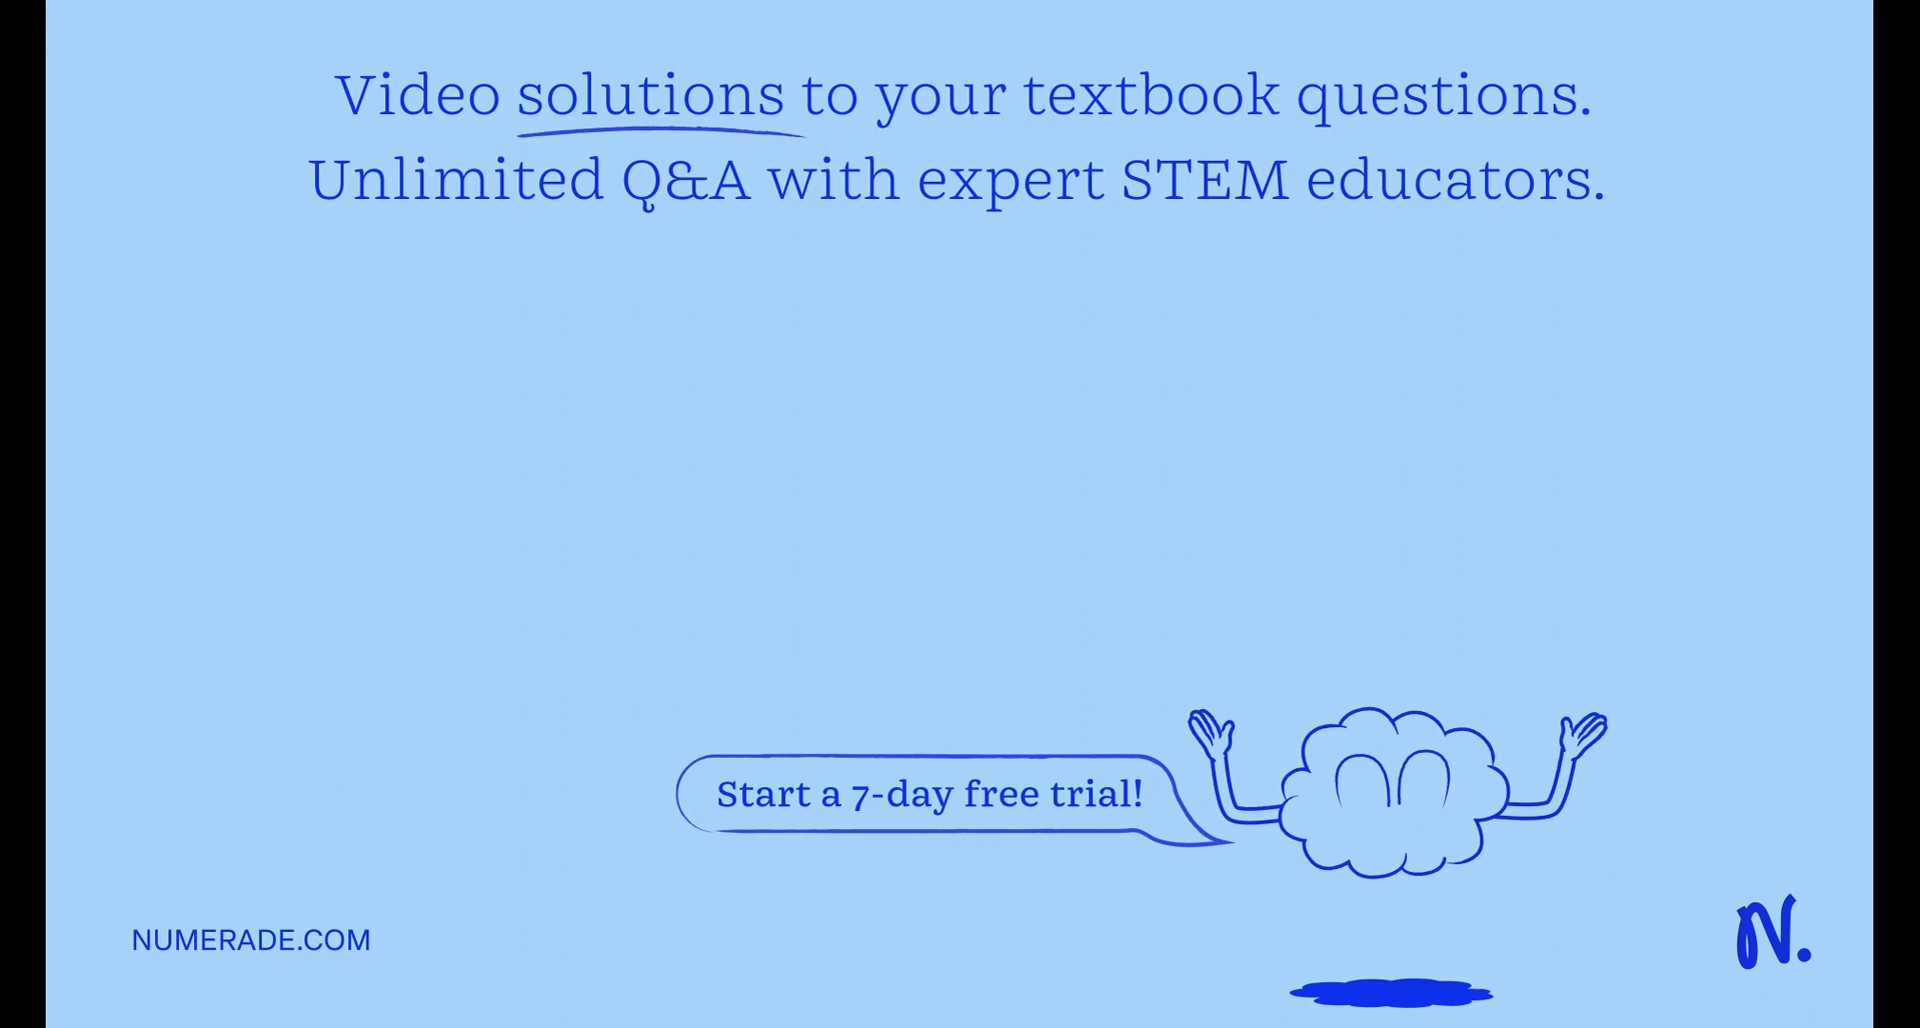 Video solutions to your textbook questions.
Unlimited Q&A with expert STEM educators.
Start a 7-day free trial!
NUMERADE.COM
N.